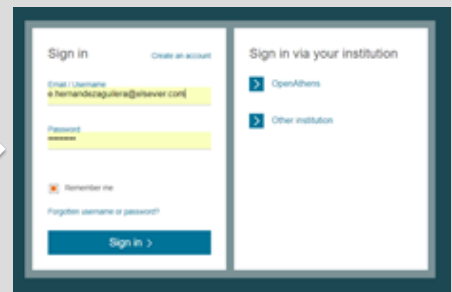 Sign in
Create an account
Email / Username
e.hernandezaguilera@elsever.com
Password
Remember me
Forgotten username or password?
Sign in >
Sign in via your institution
> OpenAthens
> Other institution